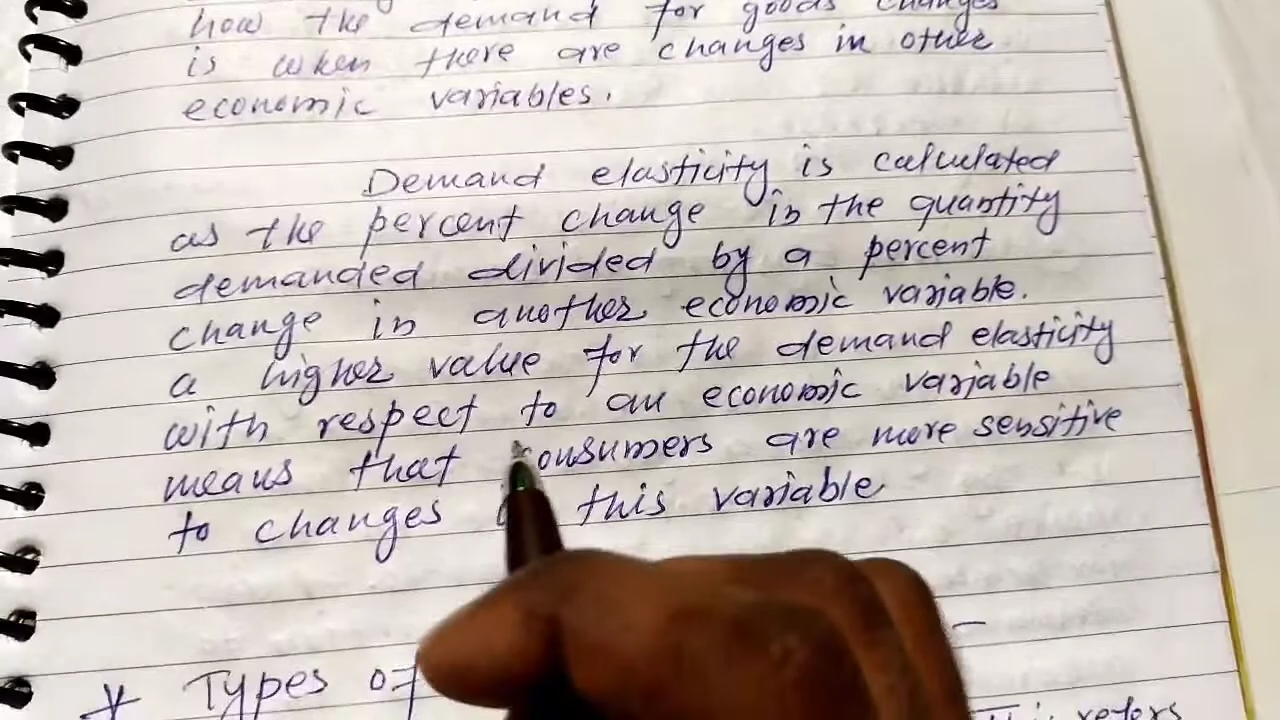 how the demand for goods changes
is when there are changes in other
economic variables.
Demand elasticity is calculated
as the percent change in the quantity
demanded divided by a percent
change in another economic variable.
a higher value for the demand elasticity
with respect to an economic variable
means that consumers are more sensitive
to changes this variable
* Types of
This refers